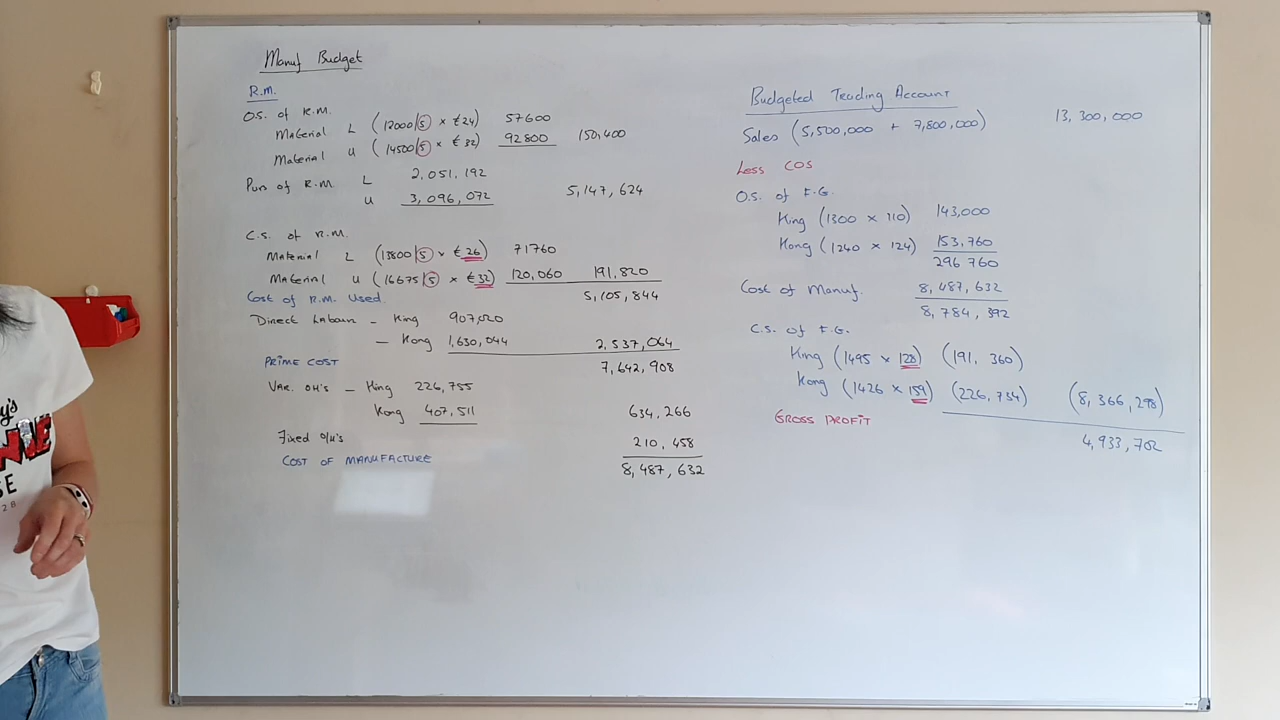 Manuf Budget
R.M.
O.S. of R.M.
Material L (12000/5 × €24) 57600
Material U (14500/5 × €32) 92800 150,400
Purs of R.M. L 2,051,192
U 3,096,072 5,147,624
C.S. of R.M.
Material L (13800/5 × €26) 71760
Material U (16675/5 × €32) 120,060 191,820
Cost of R.M. Used. 5,105,844
Direct Labour - King 907,020
- Kong 1,630,044 2,537,064
PRIME COST 7,642,908
VAR. OH's - King 226,755
Kong 407,511 634,266
Fixed o/H's 210,458
COST OF MANUFACTURE 8,487,632
Budgeted Trading Account
Sales (5,500,000 + 7,800,000) 13,300,000
Less COS
O.S. of F.G.
King (1300 × 110) 143,000
Kong (1240 × 124) 153,760
296 760
Cost of Manuf. 8,487,632
8,784,392
C.S. of F.G.
King (1495 × 128) (191,360)
Kong (1426 × 159) (226,734) (8,366,298)
GROSS PROFIT 4,933,702
28